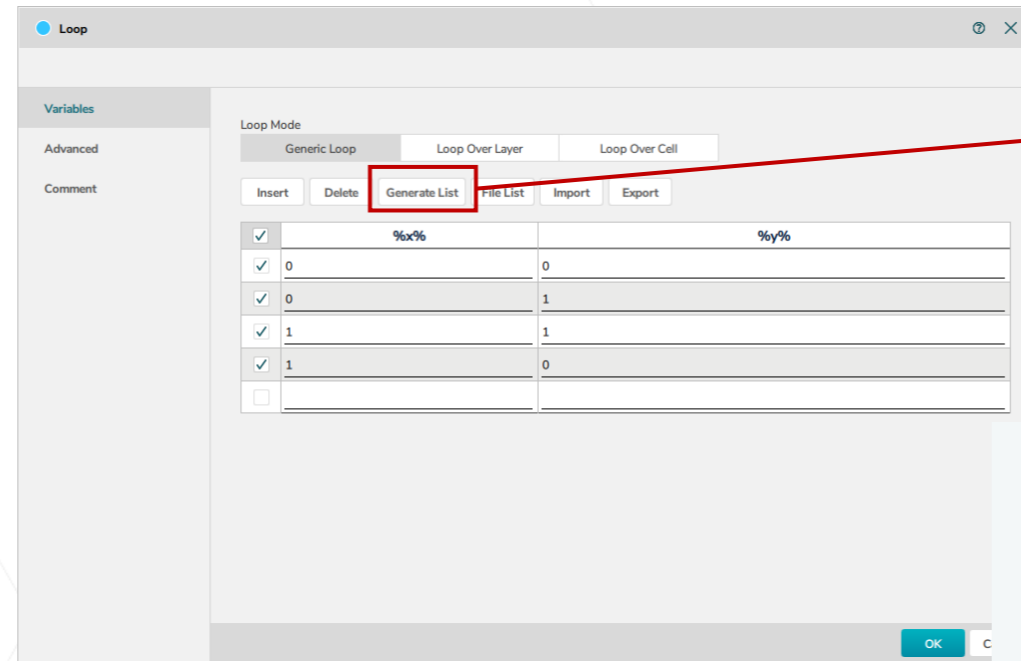 Loop
Variables
Advanced
Comment
Loop Mode
Generic Loop Loop Over Layer Loop Over Cell
Insert Delete Generate List File List Import Export
%x% %y%
0 0
0 1
1 1
1 0
OK C